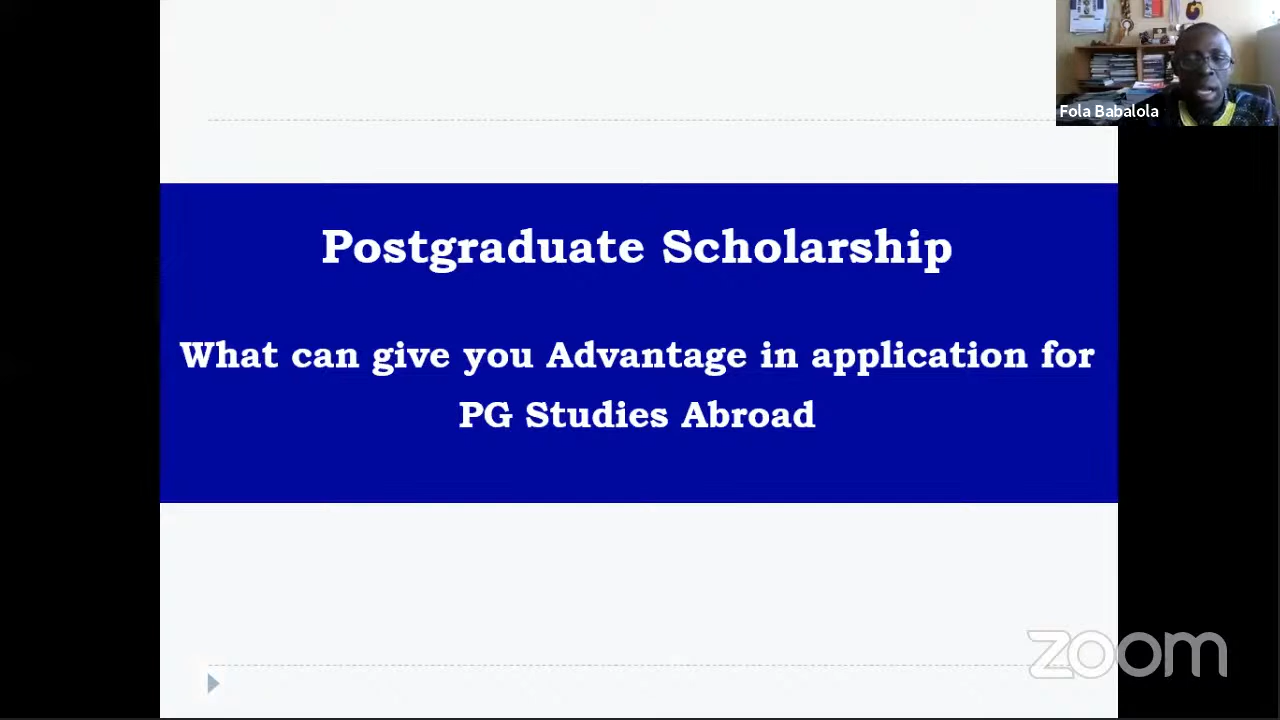 Fola Babalola
Postgraduate Scholarship
What can give you Advantage in application for
PG Studies Abroad
zoom